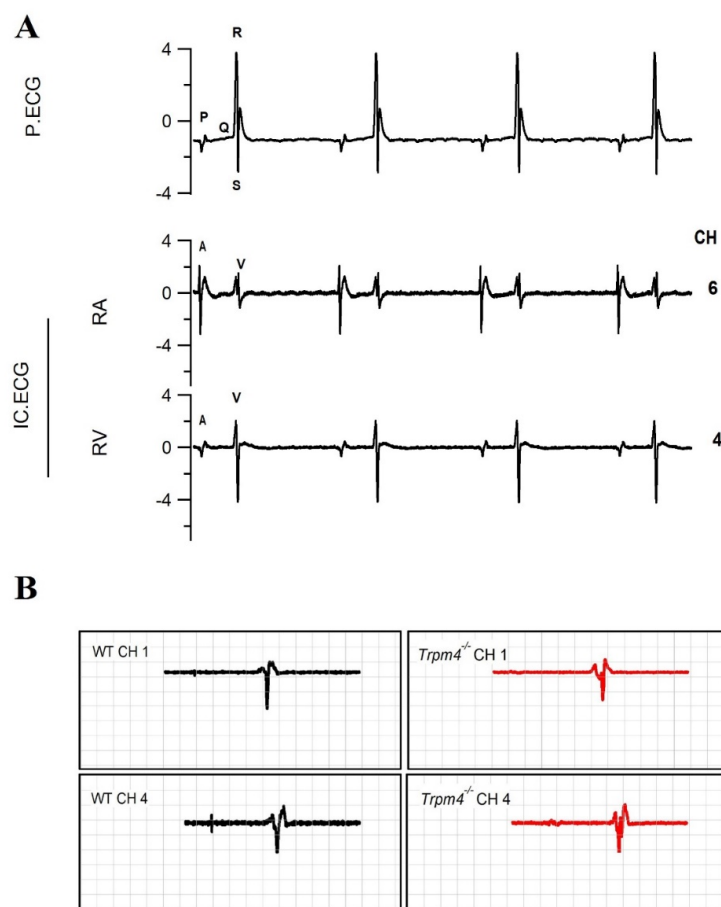 A
P.ECG
4
0
-4
P
Q
R
S
IC.ECG
RA
4
0
-4
A
V
CH
6
RV
4
0
-4
A
V
4
B
WT CH 1
Trpm4-/- CH 1
WT CH 4
Trpm4-/- CH 4